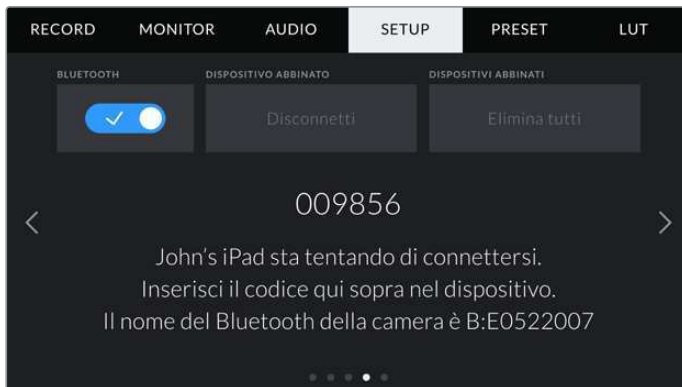 RECORD MONITOR AUDIO SETUP PRESET LUT
BLUETOOTH DISPOSITIVO ABBINATO DISPOSITIVI ABBINATI
Disconnetti Elimina tutti
009856
John's iPad sta tentando di connettersi.
Inserisci il codice qui sopra nel dispositivo.
Il nome del Bluetooth della camera è B:E0522007